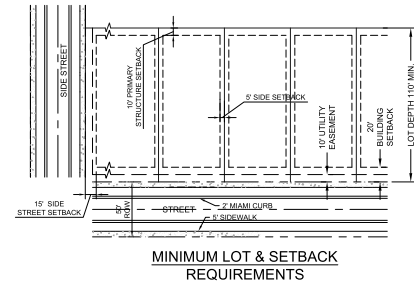 SIDE STREET
10' PRIMARY
STRUCTURE SETBACK
5' SIDE SETBACK
10' UTILITY
EASEMENT
20'
BUILDING
SETBACK
LOT DEPTH 110' MIN.
15' SIDE
STREET SETBACK
50'
ROW
STREET
2' MIAMI CURB
5' SIDEWALK
MINIMUM LOT & SETBACK
REQUIREMENTS